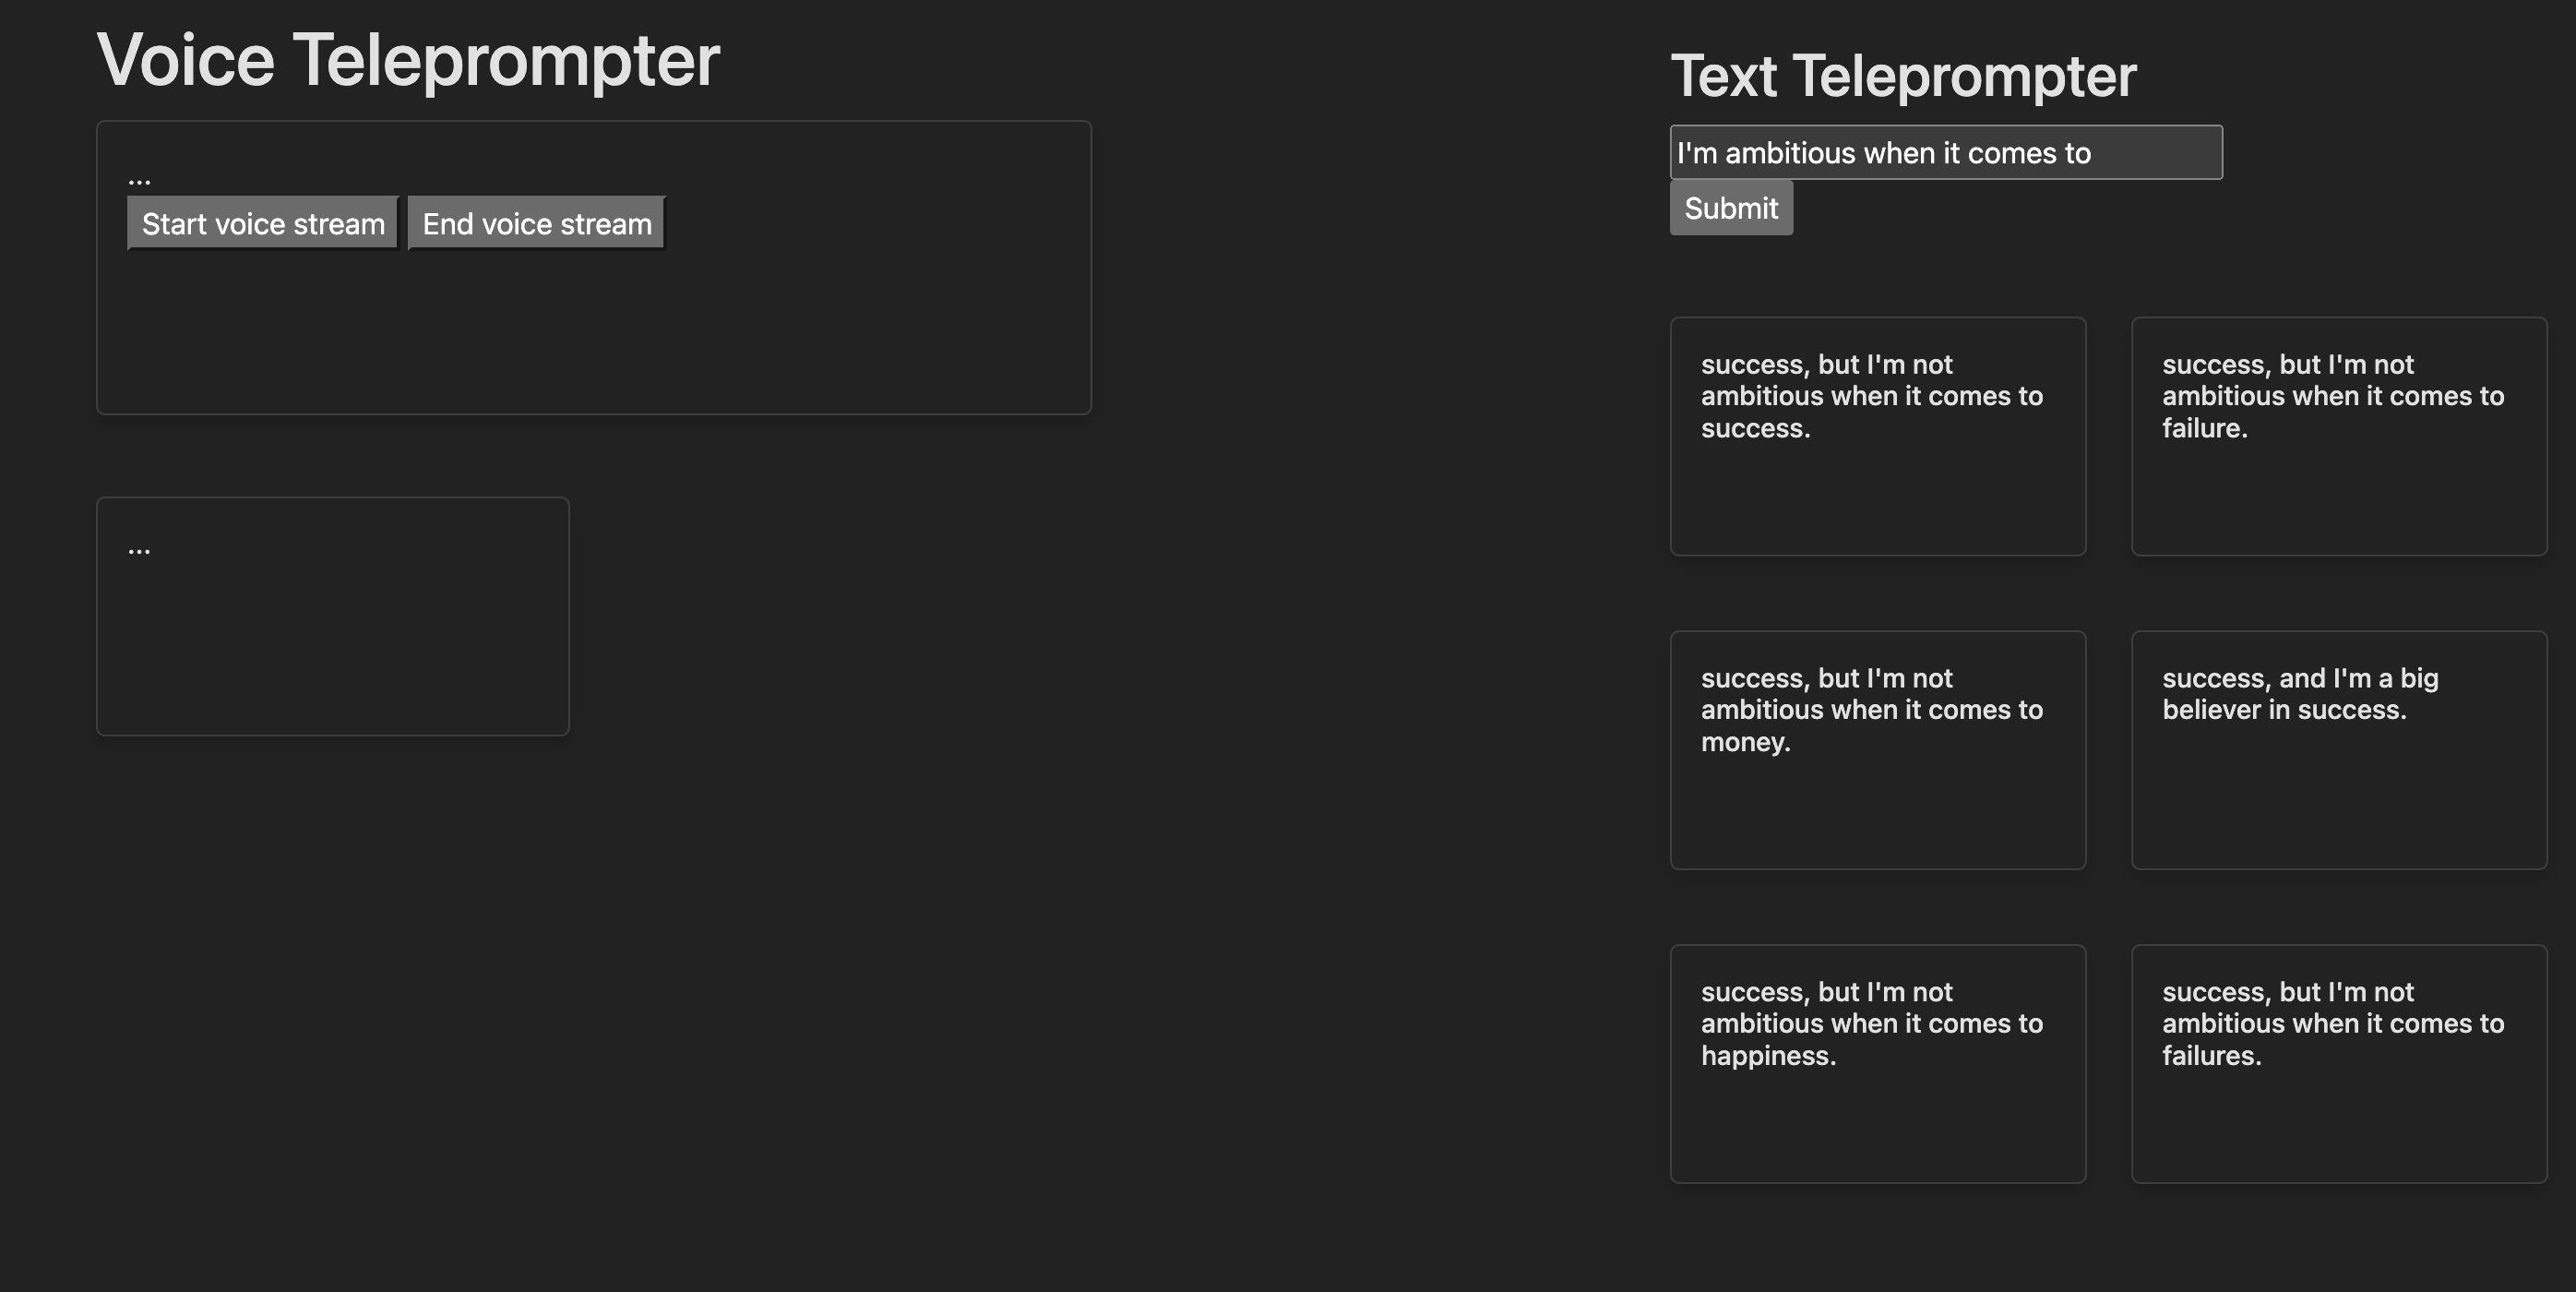 Voice Teleprompter
...
Start voice stream End voice stream
...
Text Teleprompter
I'm ambitious when it comes to
Submit
success, but I'm not
ambitious when it comes to
success.
success, but I'm not
ambitious when it comes to
failure.
success, but I'm not
ambitious when it comes to
money.
success, and I'm a big
believer in success.
success, but I'm not
ambitious when it comes to
happiness.
success, but I'm not
ambitious when it comes to
failures.